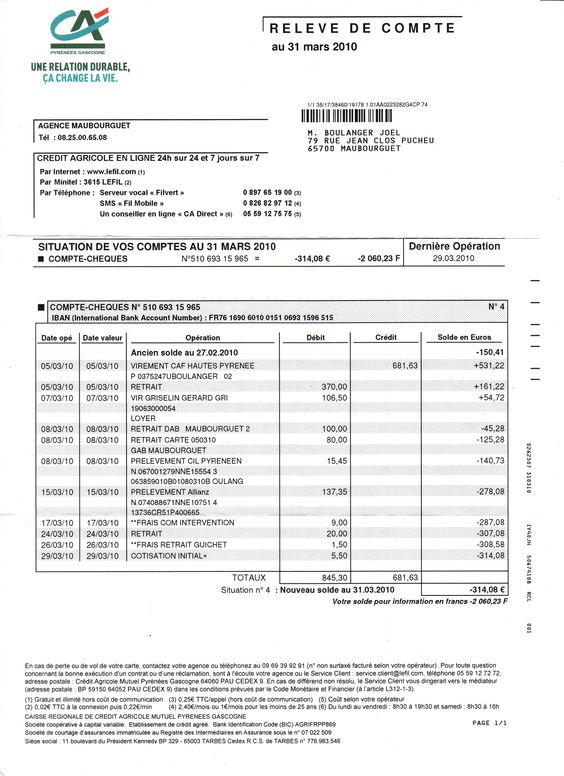 CA
PYRÉNÉES GASCOGNE
UNE RELATION DURABLE,
ÇA CHANGE LA VIE.
RELEVE DE COMPTE
au 31 mars 2010
1/1 35/17/38460/19178 1 01AA0223282G4CP 74
AGENCE MAUBOURGUET
Tél : 08.25.00.65.08
M. BOULANGER JOEL
79 RUE JEAN CLOS PUCHEU
65700 MAUBOURGUET
CREDIT AGRICOLE EN LIGNE 24h sur 24 et 7 jours sur 7
Par Internet : www.lefil.com (1)
Par Minitel : 3615 LEFIL (2)
Par Téléphone : Serveur vocal « Filvert » 0 897 65 19 00 (3)
SMS « Fil Mobile » 0 826 82 97 12 (4)
Un conseiller en ligne « CA Direct » (6) 05 59 12 75 75 (5)
SITUATION DE VOS COMPTES AU 31 MARS 2010 Dernière Opération
COMPTE-CHEQUES N°510 693 15 965 = -314,08 € -2 060,23 F 29.03.2010
COMPTE-CHEQUES N° 510 693 15 965 N° 4
IBAN (International Bank Account Number) : FR76 1690 6010 0151 0693 1596 515
Date opé Date valeur Opération Débit Crédit Solde en Euros
Ancien solde au 27.02.2010 -150,41
05/03/10 05/03/10 VIREMENT CAF HAUTES PYRENEE 681,63 +531,22
P 0375247UBOULANGER 02
05/03/10 05/03/10 RETRAIT 370,00 +161,22
07/03/10 07/03/10 VIR GRISELIN GERARD GRI 106,50 +54,72
19063000054
LOYER
08/03/10 08/03/10 RETRAIT DAB MAUBOURGUET 2 100,00 -45,28
08/03/10 08/03/10 RETRAIT CARTE 050310 80,00 -125,28
GAB MAUBOURGUET
08/03/10 08/03/10 PRELEVEMENT CIL PYREENEEN 15,45 -140,73
N.067001279NNE15554 3
063859010B01080310B OULANG
15/03/10 15/03/10 PRELEVEMENT Allianz 137,35 -278,08
N.074088671NNE10751 4
13736CR51P400665
17/03/10 17/03/10 **FRAIS COM INTERVENTION 9,00 -287,08
24/03/10 24/03/10 RETRAIT 20,00 -307,08
26/03/10 26/03/10 **FRAIS RETRAIT GUICHET 1,50 -308,58
29/03/10 29/03/10 COTISATION INITIAL+ 5,50 -314,08
TOTAUX 845,30 681,63
Situation n° 4 : Nouveau solde au 31.03.2010 -314,08 €
Votre solde pour information en francs -2 060,23 F
En cas de perte ou de vol de votre carte, contactez votre agence ou téléphonez au 09 69 39 92 91 (n° non surtaxé facturé selon votre opérateur). Pour toute question
concernant la bonne exécution d'un contrat ou d'une réclamation, sont à l'écoute votre agence ou le Service Client : service.client@lefil.com, téléphone 05 59 12 72 72,
adresse postale : Crédit Agricole Mutuel Pyrénées Gascogne 64060 PAU CEDEX 9. En cas de différend non résolu, le Service Client vous dirigerait vers le médiateur
(adresse postale : BP 59150 64052 PAU CEDEX 9) dans les conditions prévues par le Code Monétaire et Financier (à l'article L312-1-3).
(1) Gratuit et illimité hors coût de communication (3) 0,25€ TTC/appel (hors coût de communication) (5) Coût selon votre opérateur
(2) 0.02€ TTC à la connexion puis 0,22€/min (4) 2,40€/mois ou 1€/mois pour les moins de 25 ans (6) Du lundi au vendredi : 8h30 à 19h30 et samedi : 8h30 à 16h
CAISSE REGIONALE DE CREDIT AGRICOLE MUTUEL PYRENEES GASCOGNE
Société coopérative à capital variable. Etablissement de crédit agréé. Bank Identification Code (BIC) AGRIFRPP869
Société de courtage d'assurances immatriculée au Registre des Intermédiaires en Assurance sous le n° 07 022 509
Siège social : 11 boulevard du Président Kennedy BP 329 - 65003 TARBES Cedex R.C.S. de TARBES n° 776 983 546
PAGE 1/1